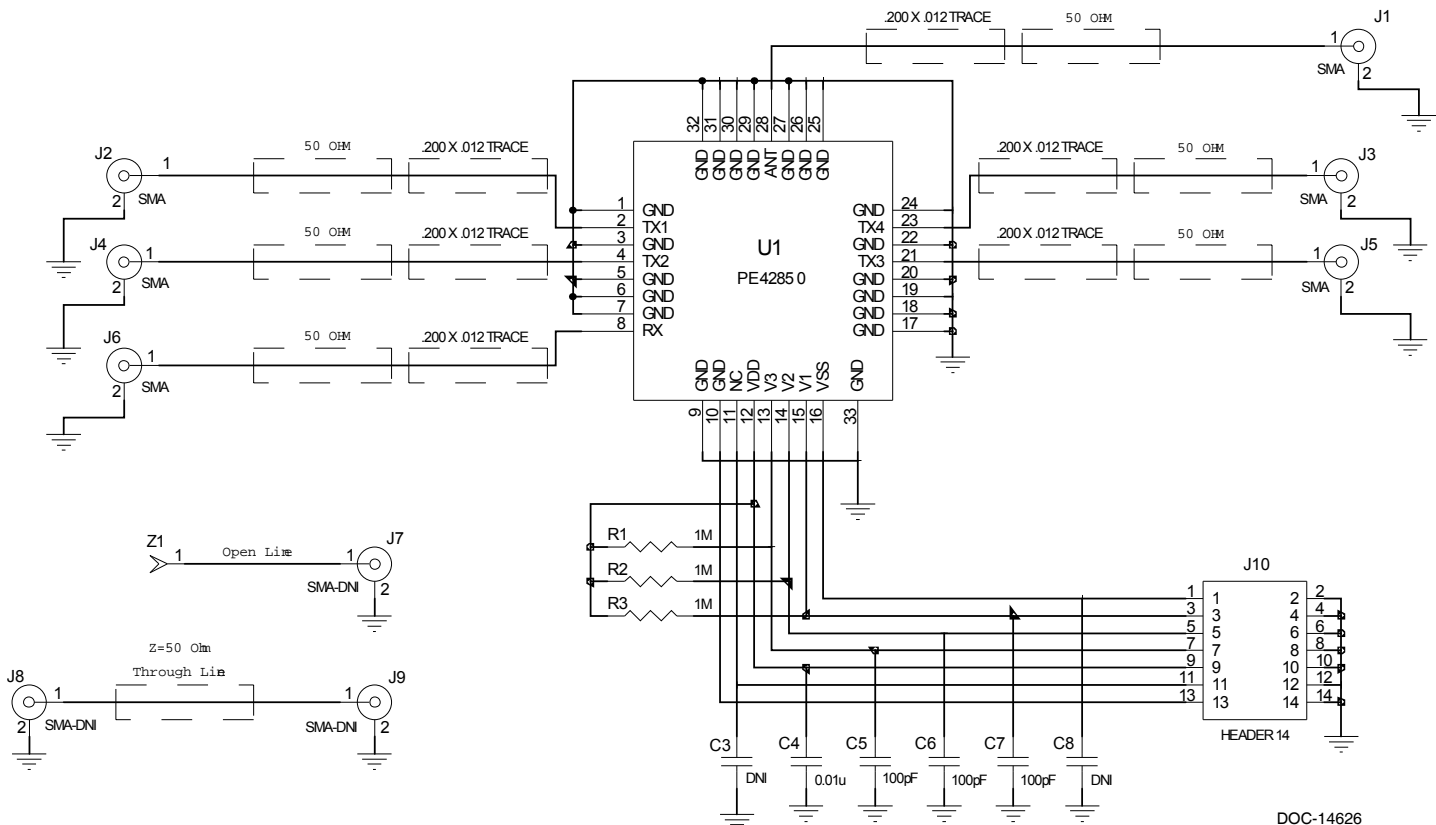 .200 X .012 TRACE
50 OHM
J1
1
SMA
2
32
31
30
29
28
27
26
25
GND
GND
GND
GND
ANT
GND
GND
GND
J2
1
2
SMA
50 OHM
.200 X .012 TRACE
.200 X .012 TRACE
50 OHM
J3
1
SMA
2
1 GND
2 TX1
3 GND
4 TX2
5 GND
6 GND
7 GND
8 RX
GND 24
TX4 23
GND 22
TX3 21
GND 20
GND 19
GND 18
GND 17
U1
PE42850
J4
1
2
SMA
50 OHM
.200 X .012 TRACE
.200 X .012 TRACE
50 OHM
J5
1
SMA
2
J6
1
2
SMA
50 OHM
.200 X .012 TRACE
GND
GND
NC
VDD
V3
V2
V1
VSS
GND
9
10
11
12
13
14
15
16
33
R1 1M
R2 1M
R3 1M
Z1
1
Open Line
1
J7
SMA-DNI
2
Z=50 Ohm
Through Line
J8
1
2
SMA-DNI
1
J9
SMA-DNI
2
J10
1 1 2 2
3 3 4 4
5 5 6 6
7 7 8 8
9 9 10 10
11 11 12 12
13 13 14 14
HEADER 14
C3
DNI
C4
0.01u
C5
100pF
C6
100pF
C7
100pF
C8
DNI
DOC-14626